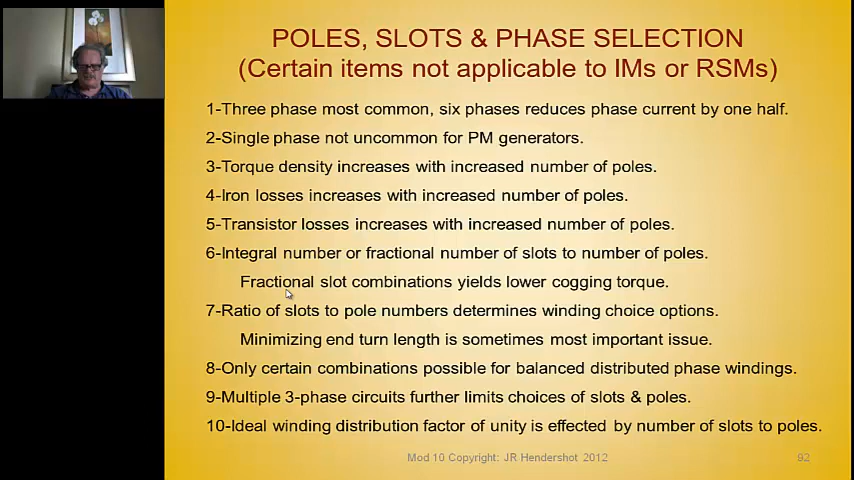 POLES, SLOTS & PHASE SELECTION
(Certain items not applicable to IMs or RSMs)
1-Three phase most common, six phases reduces phase current by one half.
2-Single phase not uncommon for PM generators.
3-Torque density increases with increased number of poles.
4-Iron losses increases with increased number of poles.
5-Transistor losses increases with increased number of poles.
6-Integral number or fractional number of slots to number of poles.
Fractional slot combinations yields lower cogging torque.
7-Ratio of slots to pole numbers determines winding choice options.
Minimizing end turn length is sometimes most important issue.
8-Only certain combinations possible for balanced distributed phase windings.
9-Multiple 3-phase circuits further limits choices of slots & poles.
10-Ideal winding distribution factor of unity is effected by number of slots to poles.
Mod 10 Copyright: JR Hendershot 2012 92